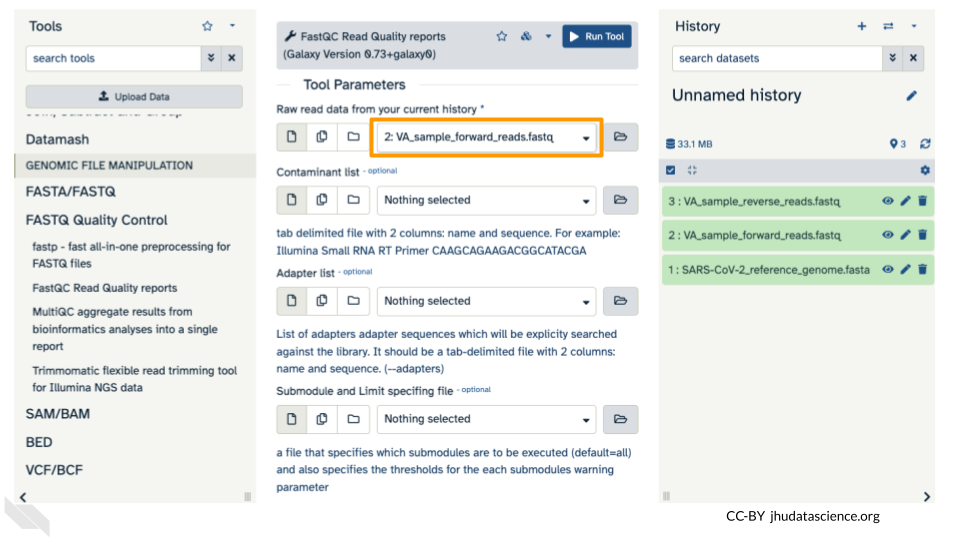 Tools
search tools
Upload Data
Datamash
GENOMIC FILE MANIPULATION
FASTA/FASTQ
FASTQ Quality Control
fastp - fast all-in-one preprocessing for
FASTQ files
FastQC Read Quality reports
MultiQC aggregate results from
bioinformatics analyses into a single
report
Trimmomatic flexible read trimming tool
for Illumina NGS data
SAM/BAM
BED
VCF/BCF
FastQC Read Quality reports
(Galaxy Version 0.73+galaxy0)
Run Tool
Tool Parameters
Raw read data from your current history *
2: VA_sample_forward_reads.fastq
Contaminant list - optional
Nothing selected
tab delimited file with 2 columns: name and sequence. For example:
Illumina Small RNA RT Primer CAAGCAGAAGACGGCATACGA
Adapter list - optional
Nothing selected
List of adapters adapter sequences which will be explicity searched
against the library. It should be a tab-delimited file with 2 columns:
name and sequence. (--adapters)
Submodule and Limit specifing file - optional
Nothing selected
a file that specifies which submodules are to be executed (default=all)
and also specifies the thresholds for the each submodules warning
parameter
History
search datasets
Unnamed history
33.1 MB
3
3 : VA_sample_reverse_reads.fastq
2 : VA_sample_forward_reads.fastq
1 : SARS-CoV-2_reference_genome.fasta
CC-BY jhudatascience.org